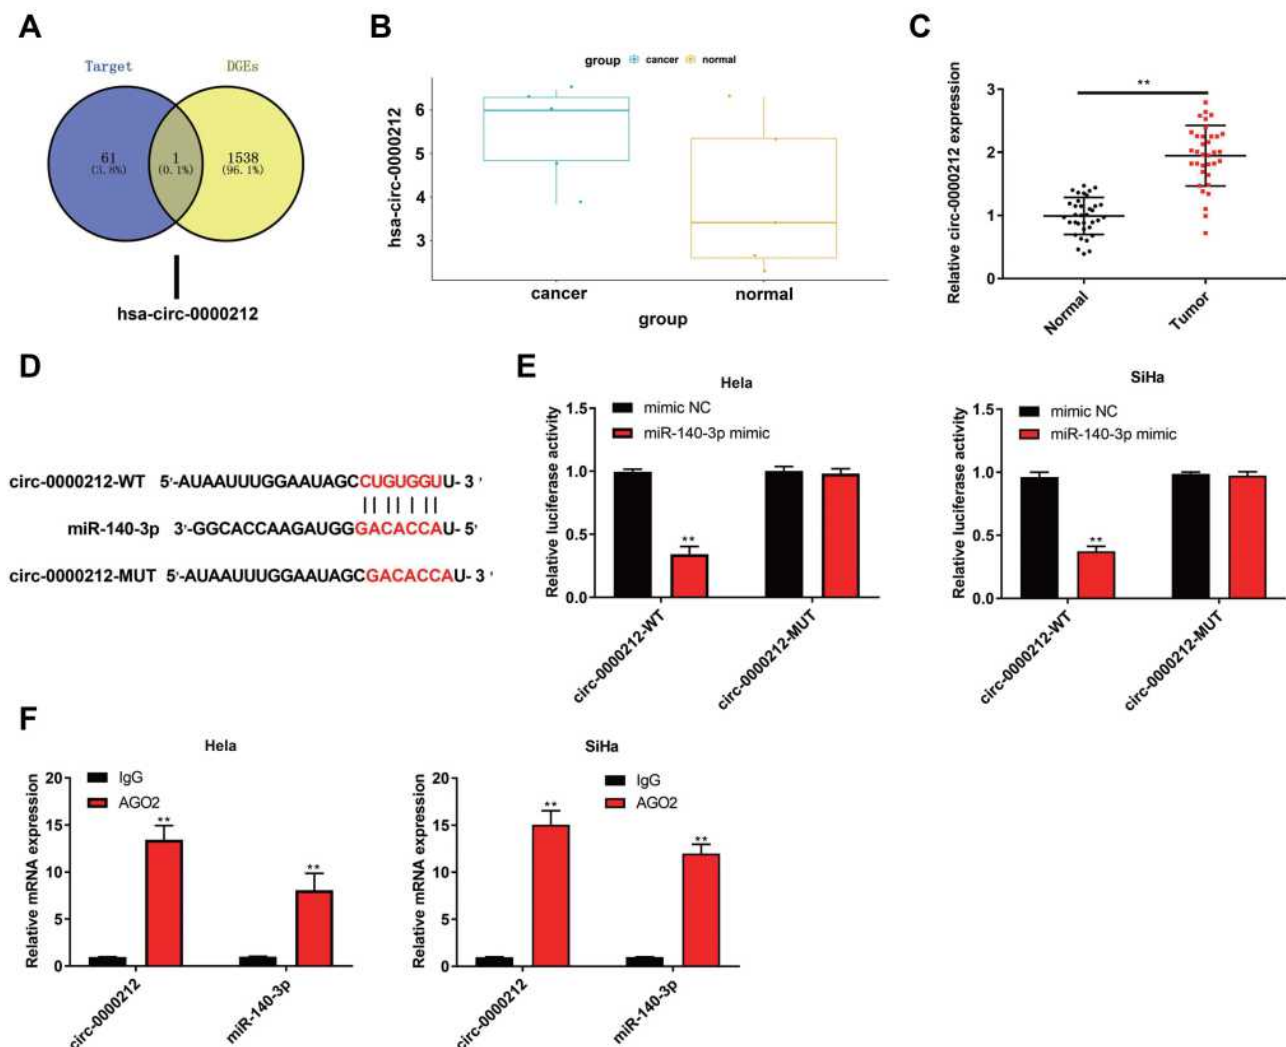 A
Target
DGEs
61
(3.8%)
1
(0.1%)
1538
(96.1%)
hsa-circ-0000212
B
group cancer normal
hsa-circ-0000212
6
5
4
3
cancer
normal
group
C
Relative circ-0000212 expression
3
2
1
0
**
Normal
Tumor
D
circ-0000212-WT 5'-AUAAUUUGGAAUAGCCUGUGGUU- 3 '
miR-140-3p 3'-GGCACCAAGAUGGGACACCAU- 5'
circ-0000212-MUT 5'-AUAAUUUGGAAUAGCGACACCAU- 3 '
E
Hela
Relative luciferase activity
1.5
1.0
0.5
0.0
mimic NC
miR-140-3p mimic
**
circ-0000212-WT
circ-0000212-MUT
SiHa
Relative luciferase activity
1.5
1.0
0.5
0.0
mimic NC
miR-140-3p mimic
**
circ-0000212-WT
circ-0000212-MUT
F
Hela
Relative mRNA expression
20
15
10
5
0
IgG
AGO2
**
**
circ-0000212
miR-140-3p
SiHa
Relative mRNA expression
20
15
10
5
0
IgG
AGO2
**
**
circ-0000212
miR-140-3p